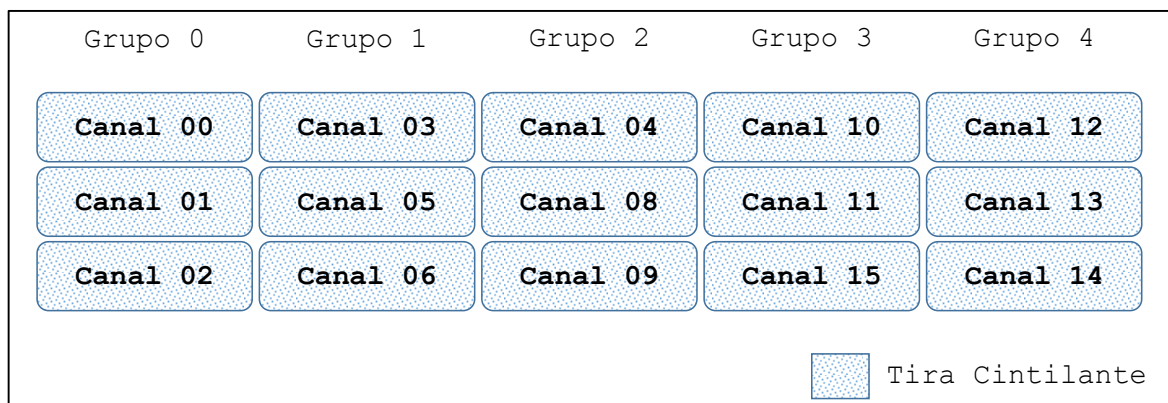 Grupo 0 Grupo 1 Grupo 2 Grupo 3 Grupo 4
Canal 00 Canal 03 Canal 04 Canal 10 Canal 12
Canal 01 Canal 05 Canal 08 Canal 11 Canal 13
Canal 02 Canal 06 Canal 09 Canal 15 Canal 14
Tira Cintilante